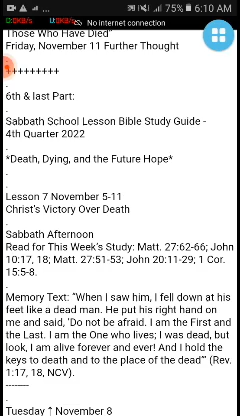 75% 6:10 AM
0KB/s U:0KB/s No internet connection
Those Who Have Died"
Friday, November 11 Further Thought
+++++++++
.
6th & last Part:
.
Sabbath School Lesson Bible Study Guide -
4th Quarter 2022
.
*Death, Dying, and the Future Hope*
.
.
Lesson 7 November 5-11
Christ's Victory Over Death
.
Sabbath Afternoon
Read for This Week's Study: Matt. 27:62-66; John
10:17, 18; Matt. 27:51-53; John 20:11-29; 1 Cor.
15:5-8.
.
Memory Text: “When I saw him, I fell down at his
feet like a dead man. He put his right hand on
me and said, ‘Do not be afraid. I am the First and
the Last. I am the One who lives; I was dead, but
look, I am alive forever and ever! And I hold the
keys to death and to the place of the dead’” (Rev.
1:17, 18, NCV).
--------
.
Tuesday ↑ November 8